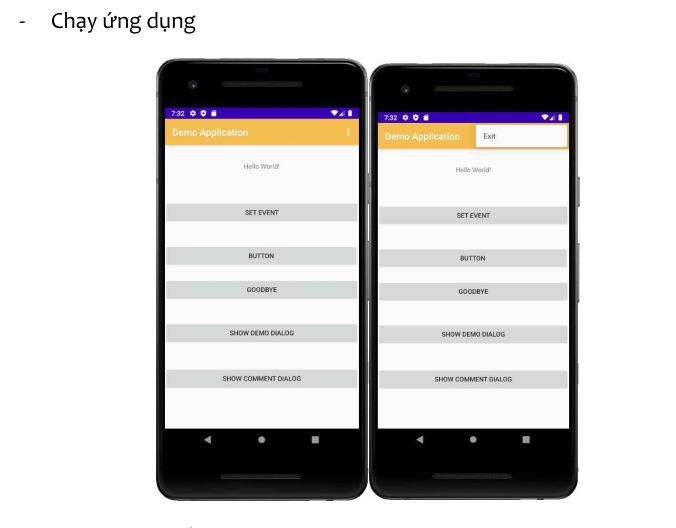 - Chạy ứng dụng
7:32
Demo Application
Hello World!
SET EVENT
BUTTON
GOODBYE
SHOW DEMO DIALOG
SHOW COMMENT DIALOG
7:32
Demo Application
Exit
Hello World!
SET EVENT
BUTTON
GOODBYE
SHOW DEMO DIALOG
SHOW COMMENT DIALOG